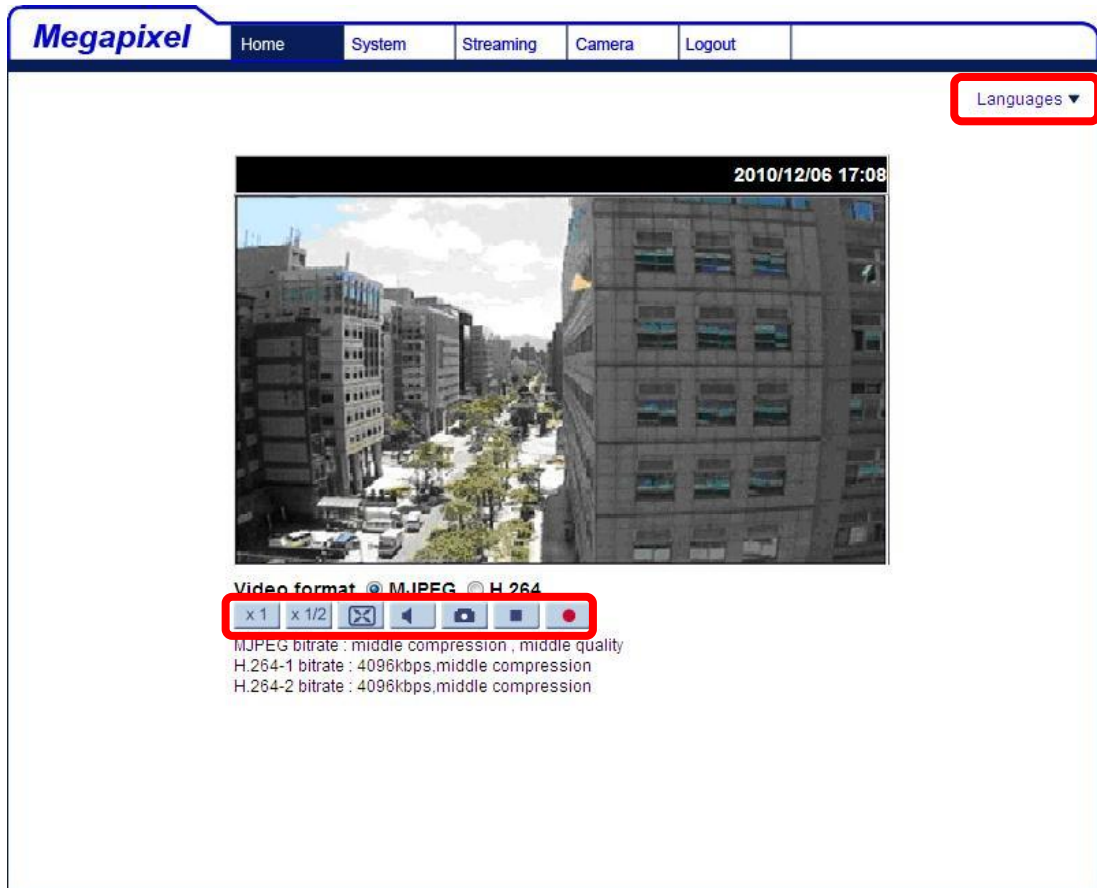 Megapixel
Home System Streaming Camera Logout
Languages ▼
2010/12/06 17:08
Video format MJPEG H.264
x 1 x 1/2
MJPEG bitrate : middle compression , middle quality
H.264-1 bitrate : 4096kbps,middle compression
H.264-2 bitrate : 4096kbps,middle compression